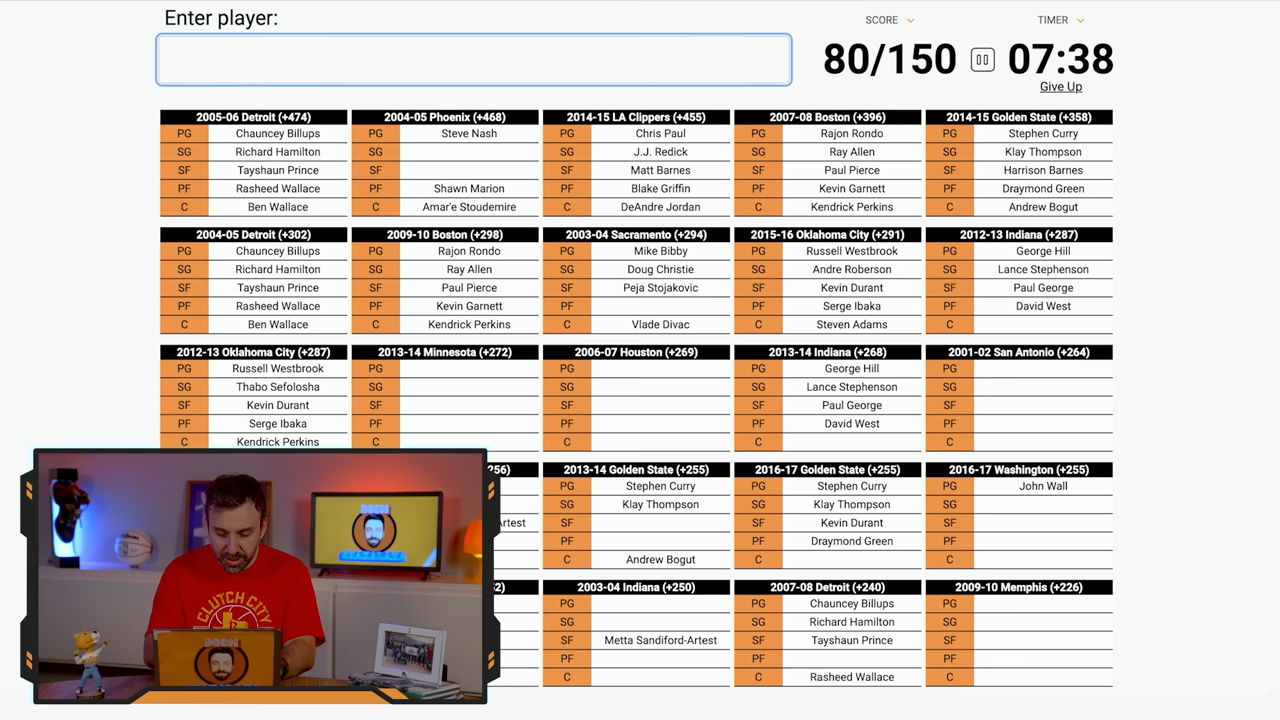 Enter player:
SCORE
TIMER
80/150
07:38
Give Up
2005-06 Detroit (+474)
PG Chauncey Billups
SG Richard Hamilton
SF Tayshaun Prince
PF Rasheed Wallace
C Ben Wallace
2004-05 Phoenix (+468)
PG Steve Nash
SG
SF
PF Shawn Marion
C Amar'e Stoudemire
2014-15 LA Clippers (+455)
PG Chris Paul
SG J.J. Redick
SF Matt Barnes
PF Blake Griffin
C DeAndre Jordan
2007-08 Boston (+396)
PG Rajon Rondo
SG Ray Allen
SF Paul Pierce
PF Kevin Garnett
C Kendrick Perkins
2014-15 Golden State (+358)
PG Stephen Curry
SG Klay Thompson
SF Harrison Barnes
PF Draymond Green
C Andrew Bogut
2004-05 Detroit (+302)
PG Chauncey Billups
SG Richard Hamilton
SF Tayshaun Prince
PF Rasheed Wallace
C Ben Wallace
2009-10 Boston (+298)
PG Rajon Rondo
SG Ray Allen
SF Paul Pierce
PF Kevin Garnett
C Kendrick Perkins
2003-04 Sacramento (+294)
PG Mike Bibby
SG Doug Christie
SF Peja Stojakovic
PF
C Vlade Divac
2015-16 Oklahoma City (+291)
PG Russell Westbrook
SG Andre Roberson
SF Kevin Durant
PF Serge Ibaka
C Steven Adams
2012-13 Indiana (+287)
PG George Hill
SG Lance Stephenson
SF Paul George
PF David West
C
2012-13 Oklahoma City (+287)
PG Russell Westbrook
SG Thabo Sefolosha
SF Kevin Durant
PF Serge Ibaka
C Kendrick Perkins
2013-14 Minnesota (+272)
PG
SG
SF
PF
C
2006-07 Houston (+269)
PG
SG
SF
PF
C
2013-14 Indiana (+268)
PG George Hill
SG Lance Stephenson
SF Paul George
PF David West
C
2001-02 San Antonio (+264)
PG
SG
SF
PF
C
256)
Artest
2013-14 Golden State (+255)
PG Stephen Curry
SG Klay Thompson
SF
PF
C Andrew Bogut
2016-17 Golden State (+255)
PG Stephen Curry
SG Klay Thompson
SF Kevin Durant
PF Draymond Green
C
2016-17 Washington (+255)
PG John Wall
SG
SF
PF
C
2)
2003-04 Indiana (+250)
PG
SG
SF Metta Sandiford-Artest
PF
C
2007-08 Detroit (+240)
PG Chauncey Billups
SG Richard Hamilton
SF Tayshaun Prince
PF
C Rasheed Wallace
2009-10 Memphis (+226)
PG
SG
SF
PF
C
CLUTCH CITY